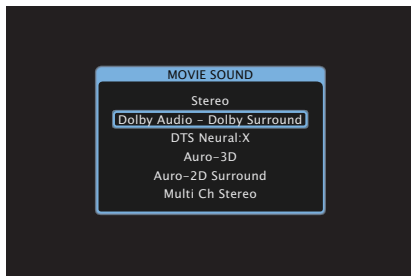 MOVIE SOUND
Stereo
Dolby Audio – Dolby Surround
DTS Neural:X
Auro-3D
Auro-2D Surround
Multi Ch Stereo